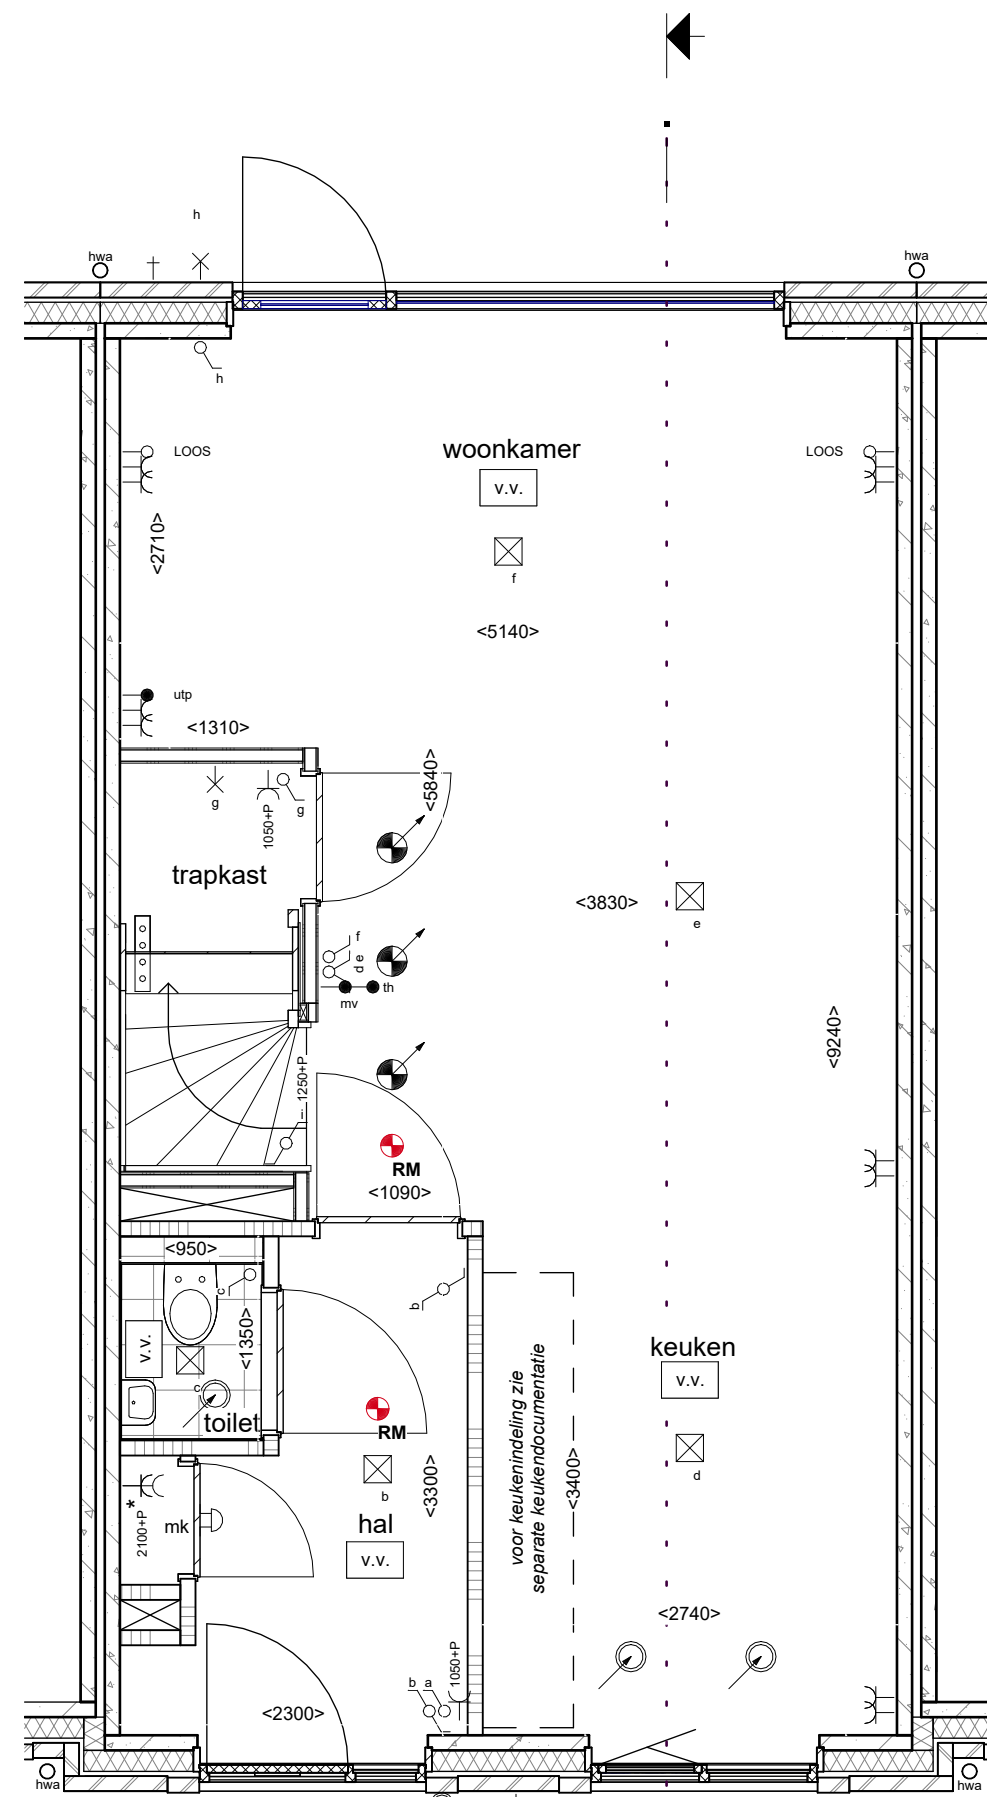 h
hwa
hwa
h
LOOS
LOOS
woonkamer
v.v.
<2710>
f
<5140>
utp
<1310>
<5840>
g
1050+P
g
trapkast
<3830>
e
f
d e
th
mv
<9240>
1250+P
i
RM
<1090>
<950>
c
b
<1350>
v.v.
keuken
v.v.
c
toilet
RM
voor keukenindeling zie
separate keukendocumentatie
<3400>
d
b
<3300>
2100+P
*
mk
hal
v.v.
<2740>
1050+P
b a
<2300>
hwa
hwa